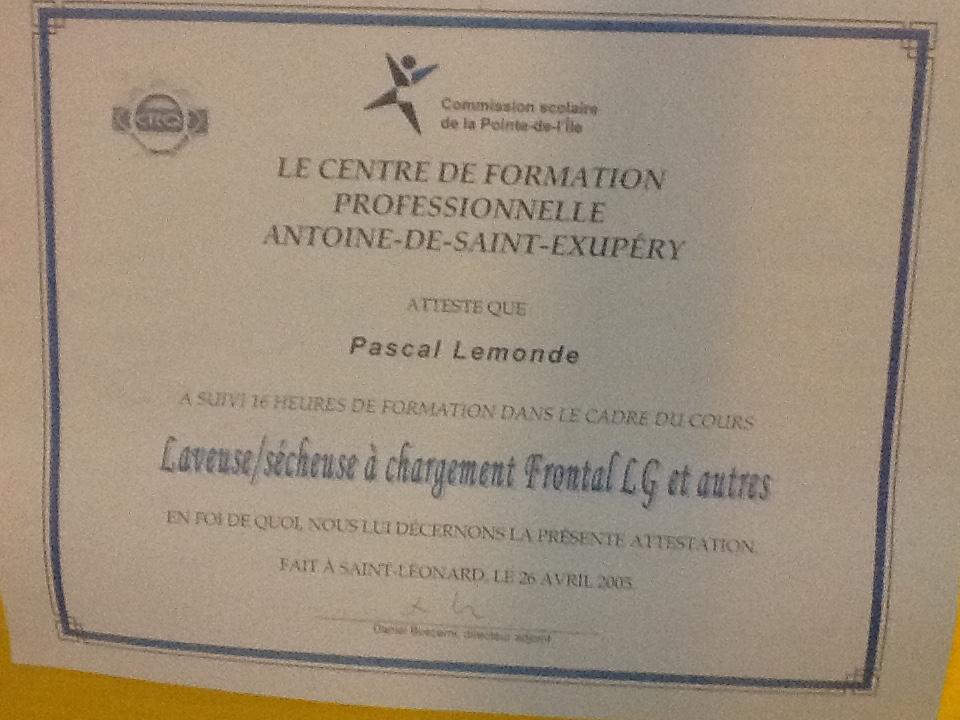 CTRQ
Commission scolaire
de la Pointe-de-l'Île
LE CENTRE DE FORMATION
PROFESSIONNELLE
ANTOINE-DE-SAINT-EXUPÉRY
ATTESTE QUE
Pascal Lemonde
A SUIVI 16 HEURES DE FORMATION DANS LE CADRE DU COURS
Laveuse/sécheuse à chargement Frontal LG et autres
EN FOI DE QUOI, NOUS LUI DÉCERNONS LA PRÉSENTE ATTESTATION.
FAIT À SAINT-LÉONARD, LE 26 AVRIL
Daniel directeur adjoint